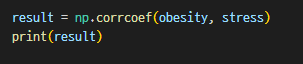 result = np.corrcoef(obesity, stress)
print(result)